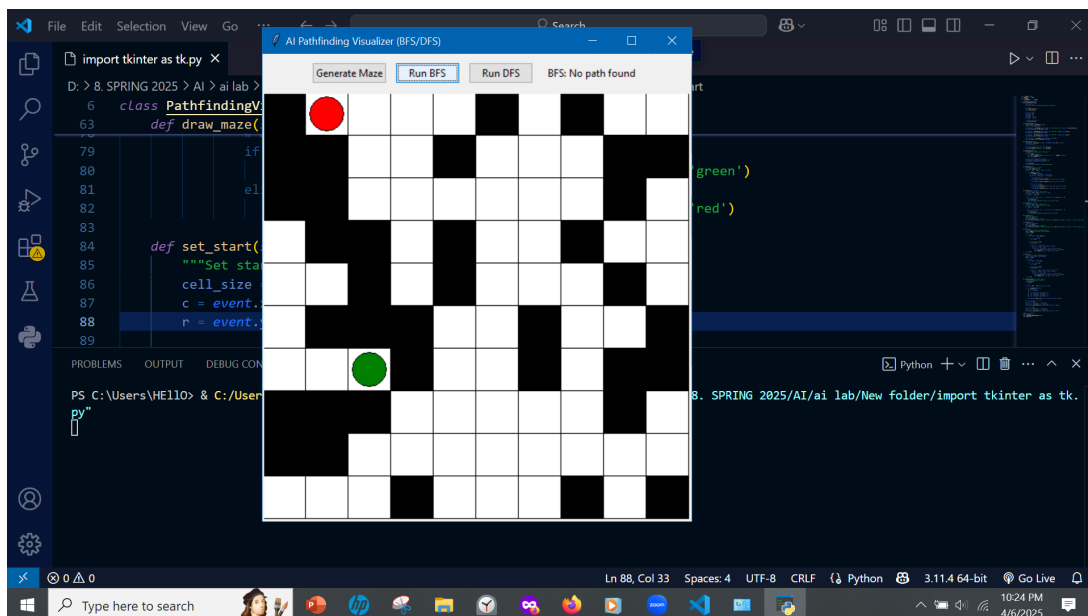 File Edit Selection View Go ... Search
AI Pathfinding Visualizer (BFS/DFS)
import tkinter as tk.py
Generate Maze Run BFS Run DFS BFS: No path found
D: > 8. SPRING 2025 > AI > ai lab >
6 class PathfindingVi
63 def draw_maze(
79 if
80 'green')
81 el
82 'red')
83
84 def set_start(
85 """Set sta
86 cell_size
87 c = event.
88 r = event.y
89
PROBLEMS OUTPUT DEBUG CON Python
PS C:\Users\HEllO> & C:/User 8. SPRING 2025/AI/ai lab/New folder/import tkinter as tk.
py"
0 0 Ln 88, Col 33 Spaces: 4 UTF-8 CRLF Python 3.11.4 64-bit Go Live
Type here to search
10:24 PM
4/6/2025